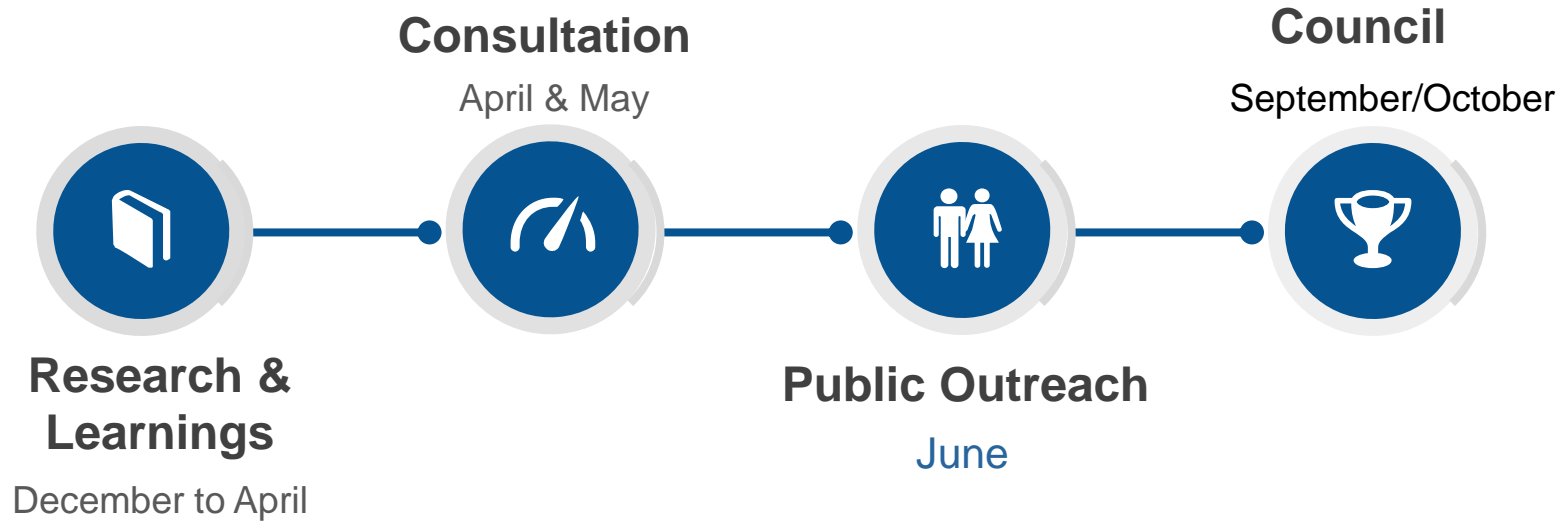 Research &
Learnings
December to April
Consultation
April & May
Public Outreach
June
Council
September/October